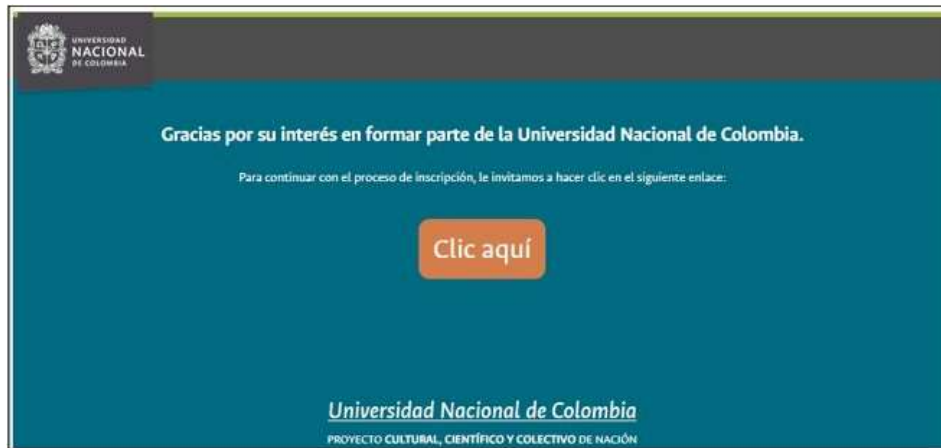 UNIVERSIDAD
NACIONAL
DE COLOMBIA
Gracias por su interés en formar parte de la Universidad Nacional de Colombia.
Para continuar con el proceso de inscripción, le invitamos a hacer clic en el siguiente enlace:
Clic aquí
Universidad Nacional de Colombia
PROYECTO CULTURAL, CIENTÍFICO Y COLECTIVO DE NACIÓN